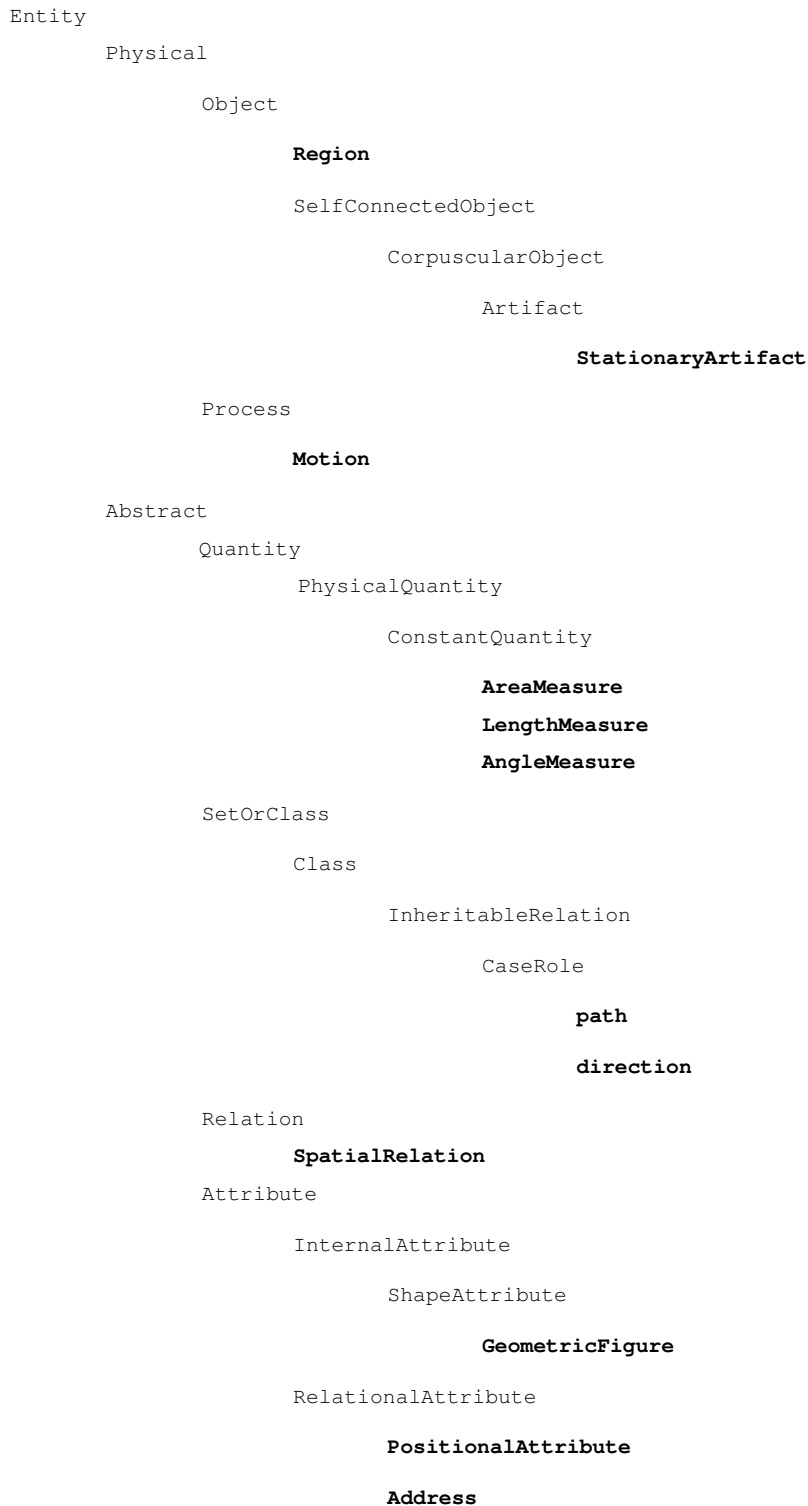 Entity
Physical
Object
Region
SelfConnectedObject
CorpuscularObject
Artifact
StationaryArtifact
Process
Motion
Abstract
Quantity
PhysicalQuantity
ConstantQuantity
AreaMeasure
LengthMeasure
AngleMeasure
SetOrClass
Class
InheritableRelation
CaseRole
path
direction
Relation
SpatialRelation
Attribute
InternalAttribute
ShapeAttribute
GeometricFigure
RelationalAttribute
PositionalAttribute
Address